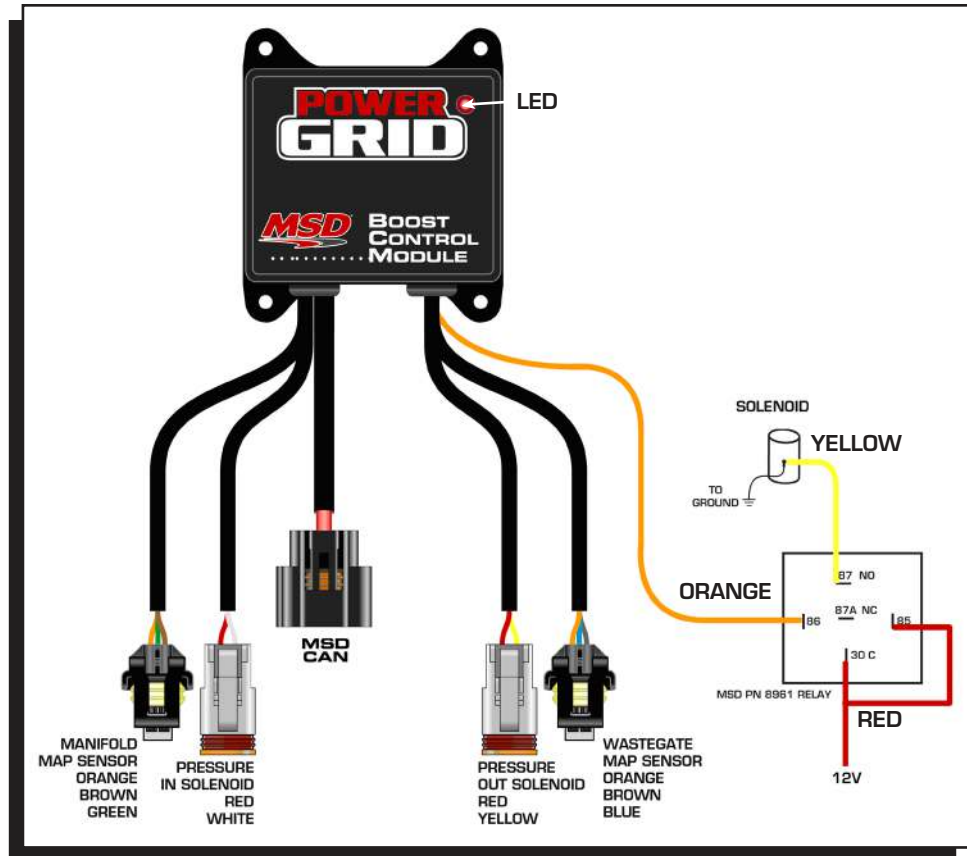 POWER
GRID
LED
MSD
BOOST
CONTROL
MODULE
SOLENOID
YELLOW
TO
GROUND
ORANGE
87 NO
87A NC
86
85
30 C
MSD PN 8961 RELAY
RED
12V
MSD
CAN
MANIFOLD
MAP SENSOR
ORANGE
BROWN
GREEN
PRESSURE
IN SOLENOID
RED
WHITE
PRESSURE
OUT SOLENOID
RED
YELLOW
WASTEGATE
MAP SENSOR
ORANGE
BROWN
BLUE